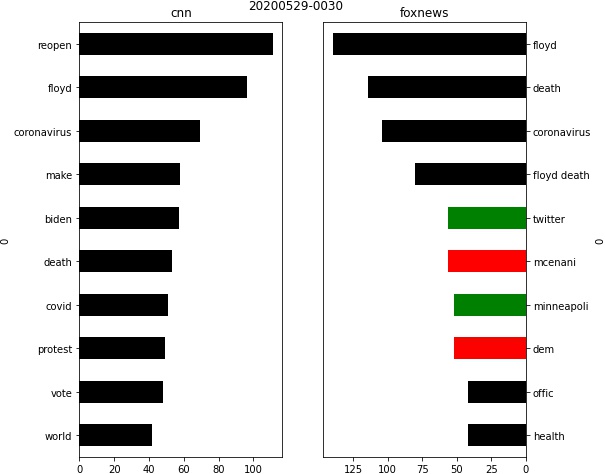 20200529-0030
cnn
foxnews
reopen
floyd
coronavirus
make
biden
death
covid
protest
vote
world
0
0 20 40 60 80 100
floyd
death
coronavirus
floyd death
twitter
mcenani
minneapoli
dem
offic
health
0
125 100 75 50 25 0